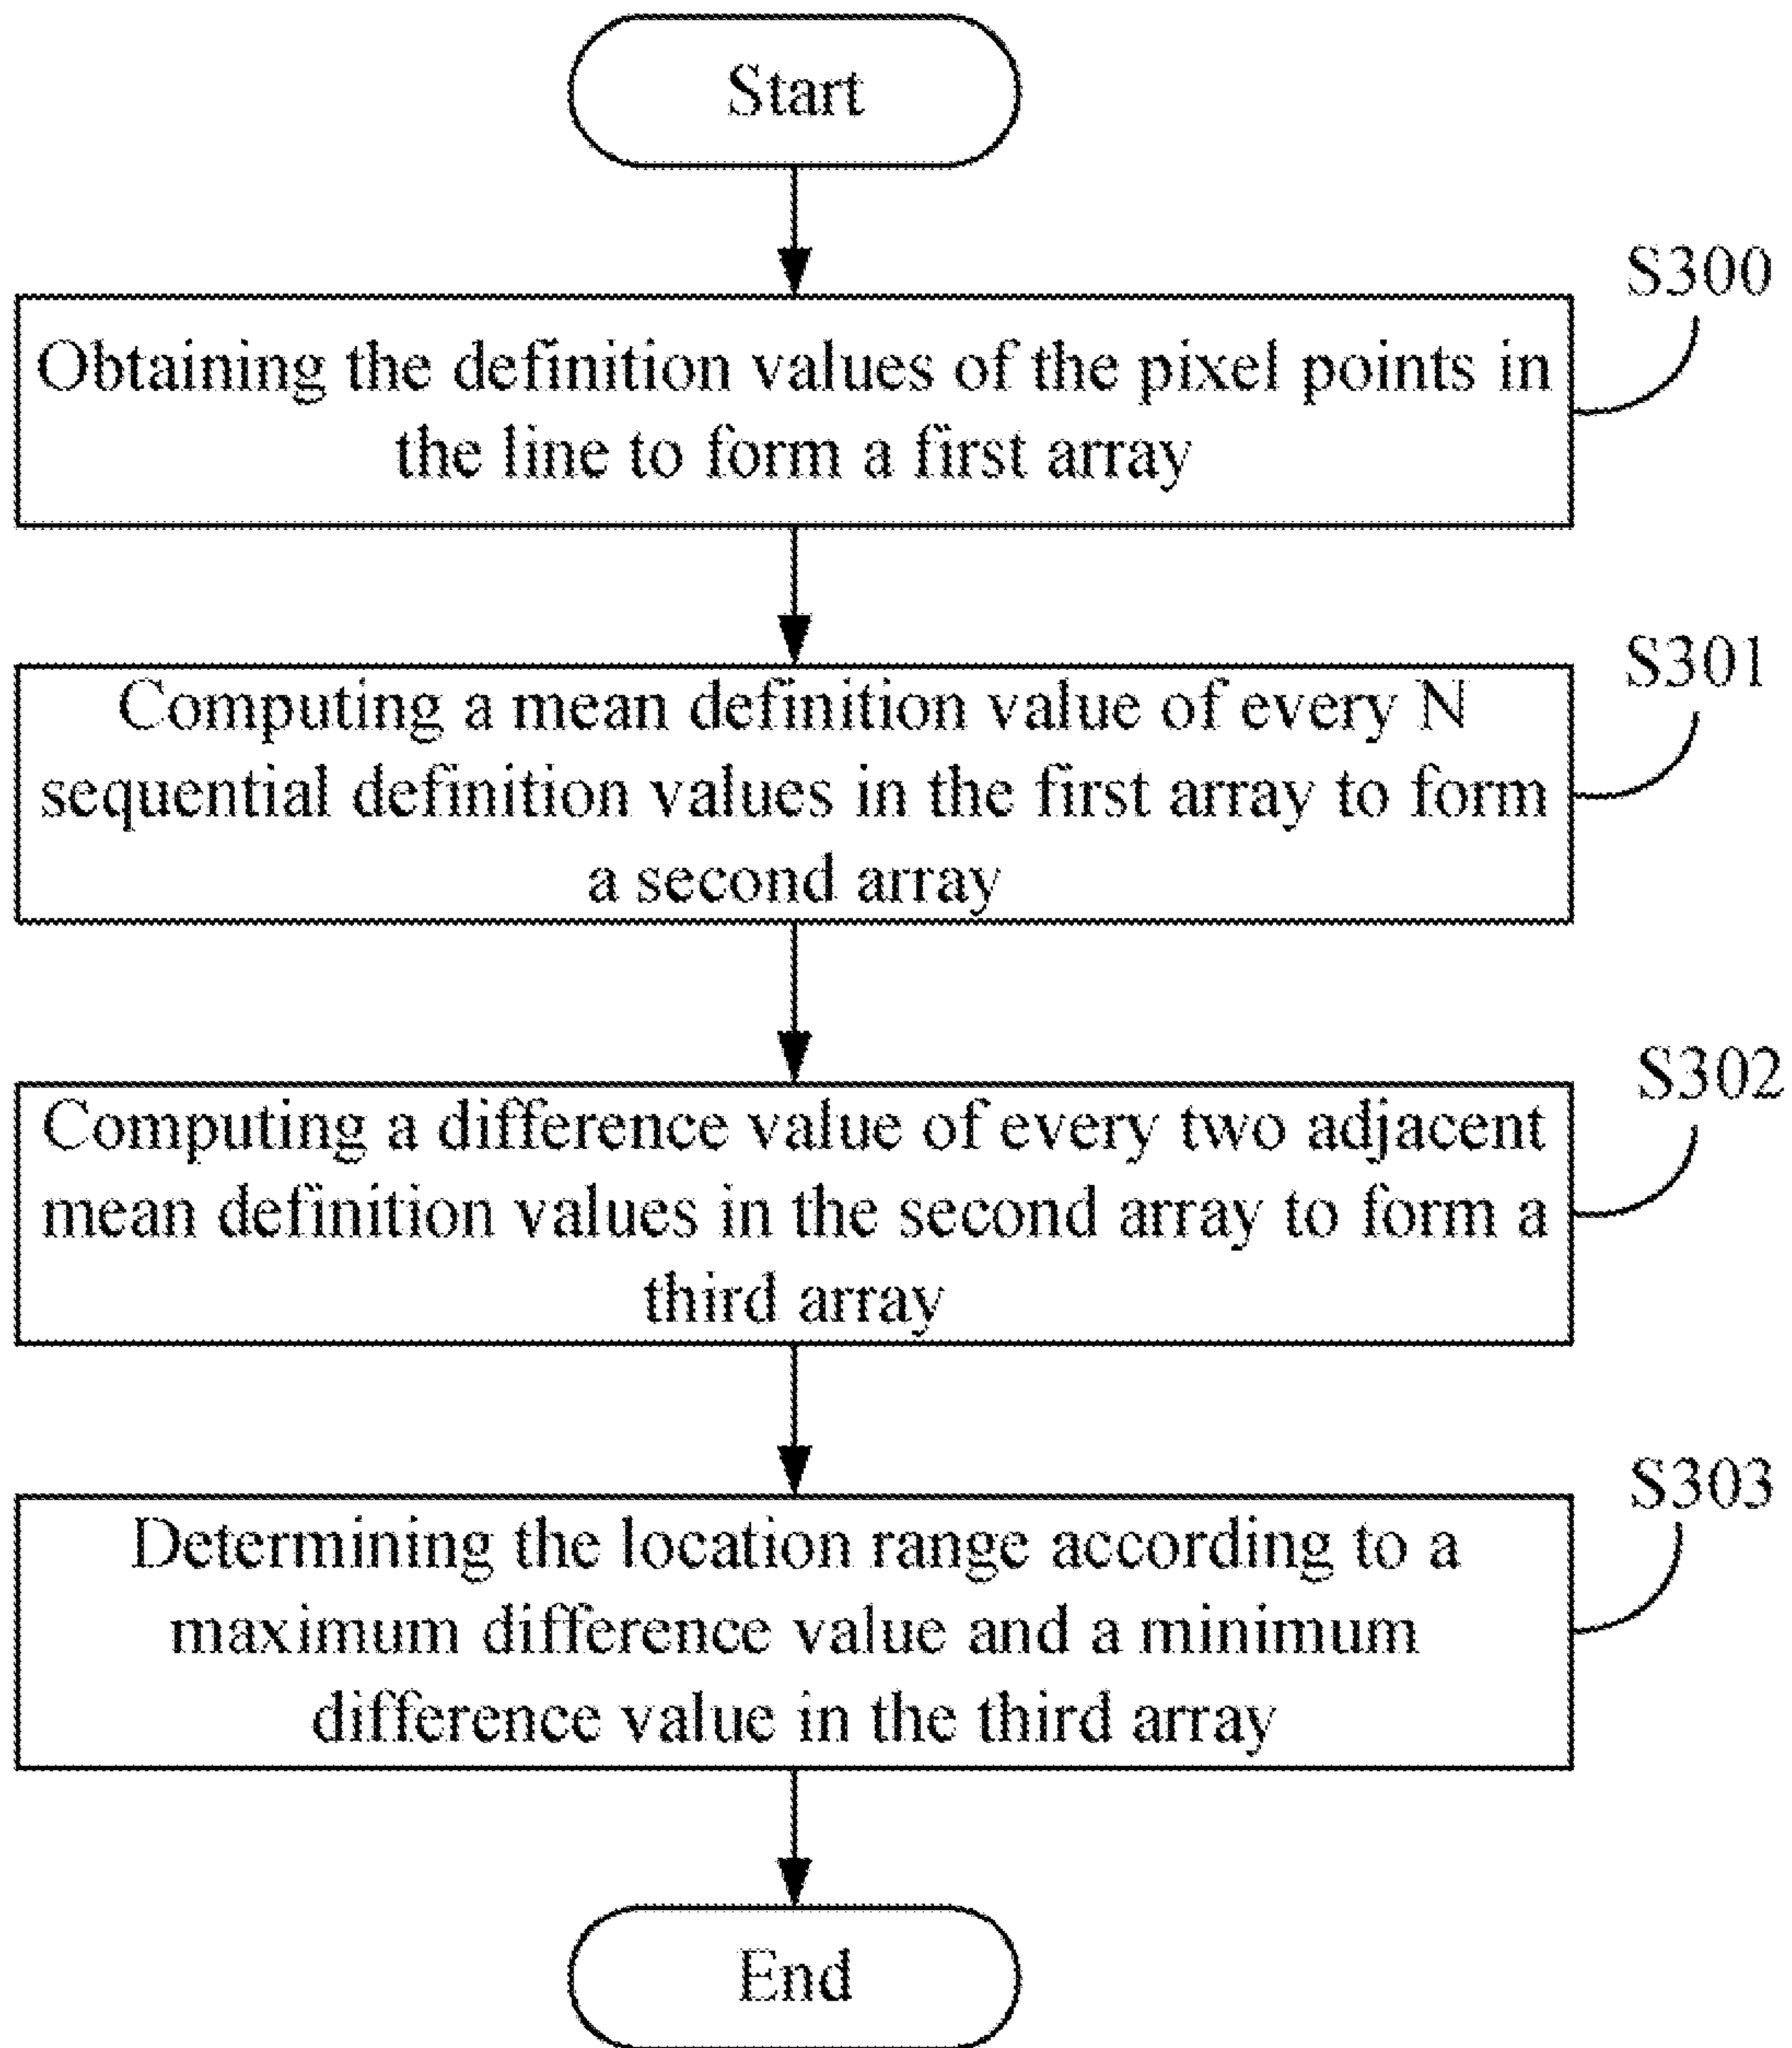 Start
S300
Obtaining the definition values of the pixel points in
the line to form a first array
S301
Computing a mean definition value of every N
sequential definition values in the first array to form
a second array
S302
Computing a difference value of every two adjacent
mean definition values in the second array to form a
third array
S303
Determining the location range according to a
maximum difference value and a minimum
difference value in the third array
End